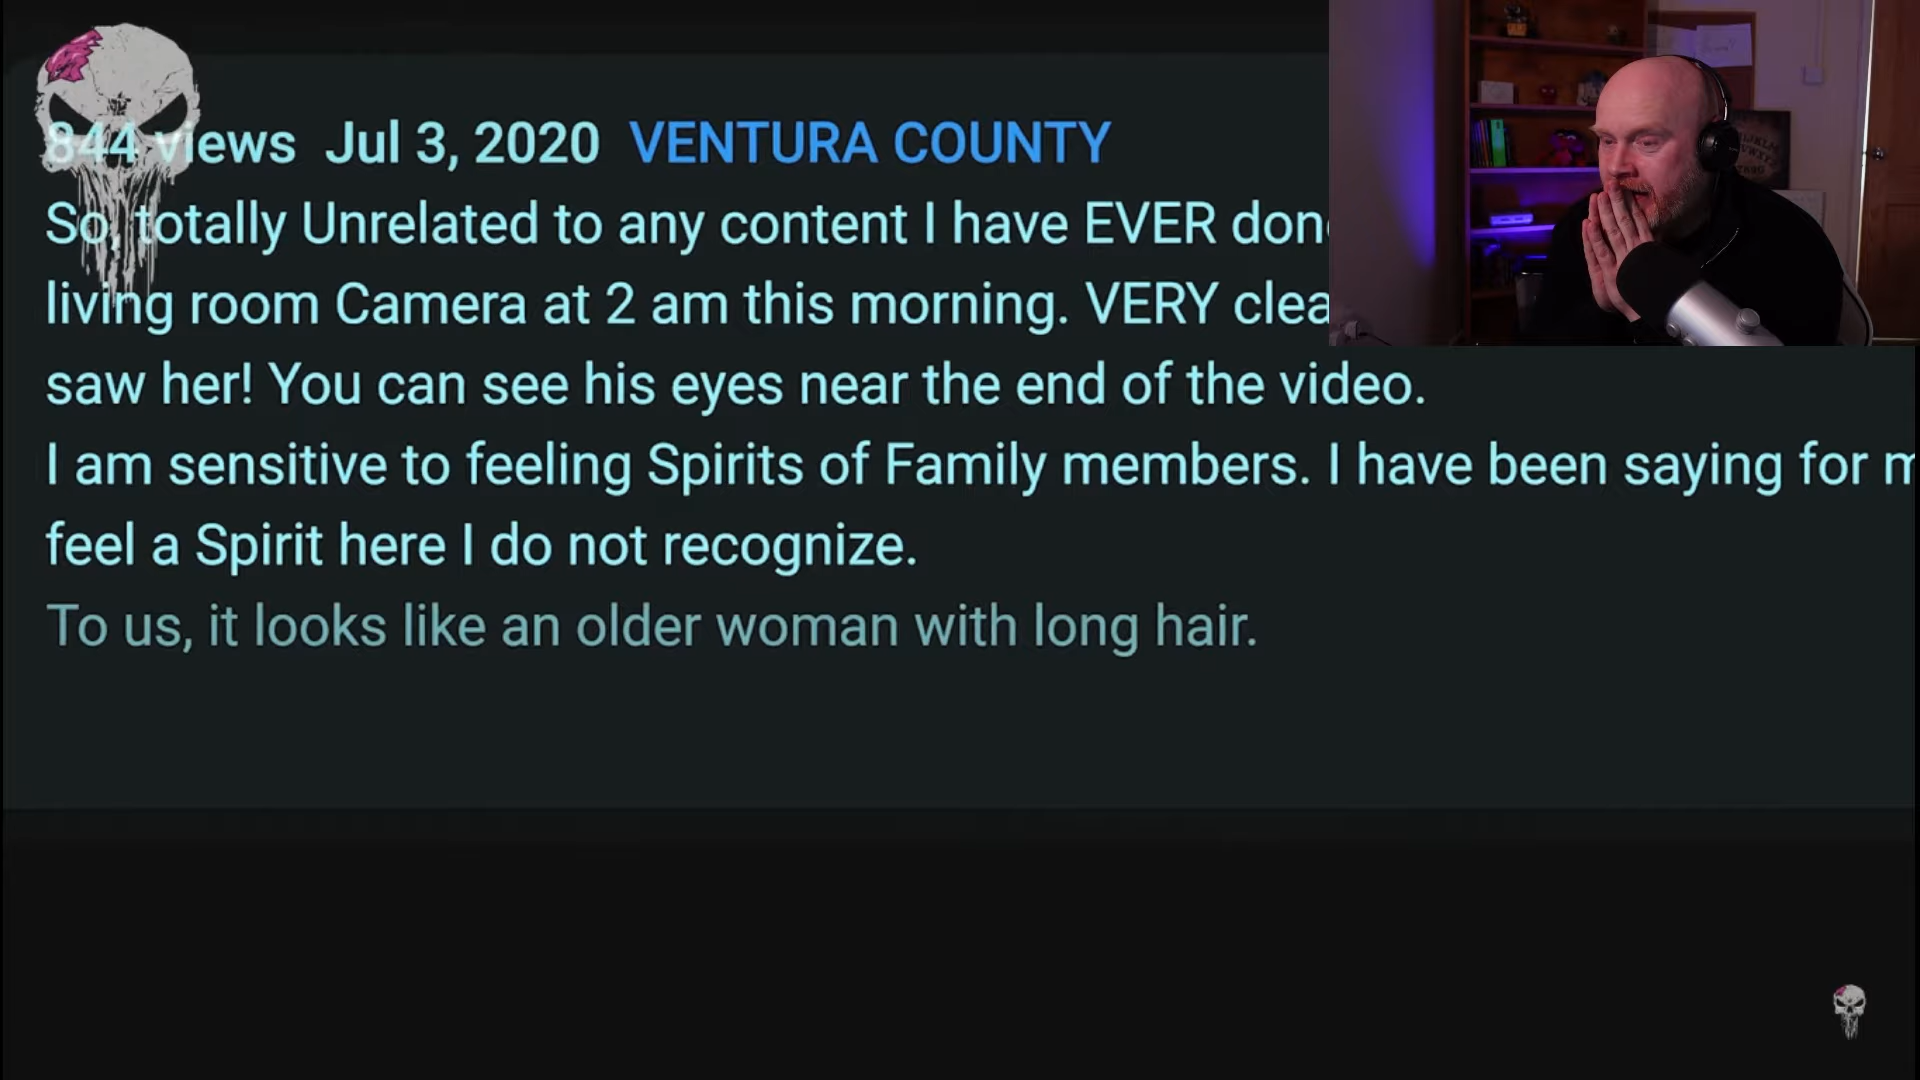 844 views Jul 3, 2020 VENTURA COUNTY
So, totally Unrelated to any content I have EVER
living room Camera at 2 am this morning. VERY
saw her! You can see his eyes near the end of the video.
I am sensitive to feeling Spirits of Family members. I have been saying for
feel a Spirit here I do not recognize.
To us, it looks like an older woman with long hair.